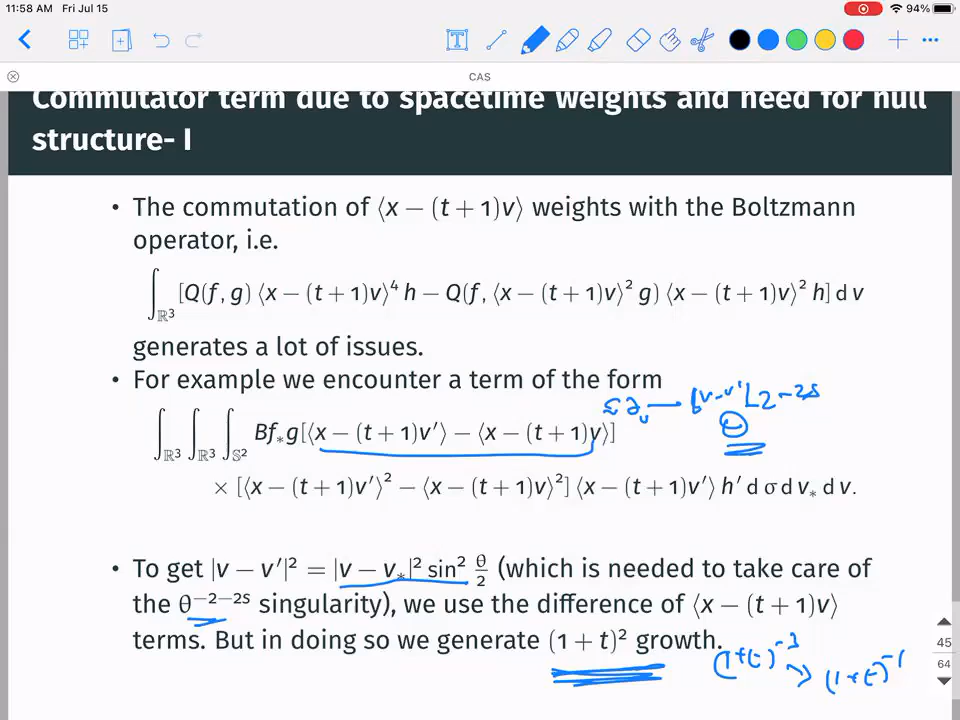 11:58 AM Fri Jul 15 94%
CAS
Commutator term due to spacetime weights and need for null
structure- I
• The commutation of ⟨x − (t + 1)v⟩ weights with the Boltzmann
operator, i.e.
∫_{ℝ³} [Q(f, g) ⟨x − (t + 1)v⟩⁴ h − Q(f, ⟨x − (t + 1)v⟩² g) ⟨x − (t + 1)v⟩² h] d v
generates a lot of issues.
• For example we encounter a term of the form
∫_{ℝ³} ∫_{ℝ³} ∫_{𝕊²} Bf_*g[⟨x − (t + 1)v′⟩ − ⟨x − (t + 1)v⟩]
× [⟨x − (t + 1)v′⟩² − ⟨x − (t + 1)v⟩²] ⟨x − (t + 1)v′⟩ h′ d σ d v_* d v.
• To get |v − v′|² = |v − v_*|² sin² θ/2 (which is needed to take care of
the θ^{−2−2s} singularity), we use the difference of ⟨x − (t + 1)v⟩
terms. But in doing so we generate (1 + t)² growth.
(1+t)^{-3} → (1+t)^{-1}
45
64